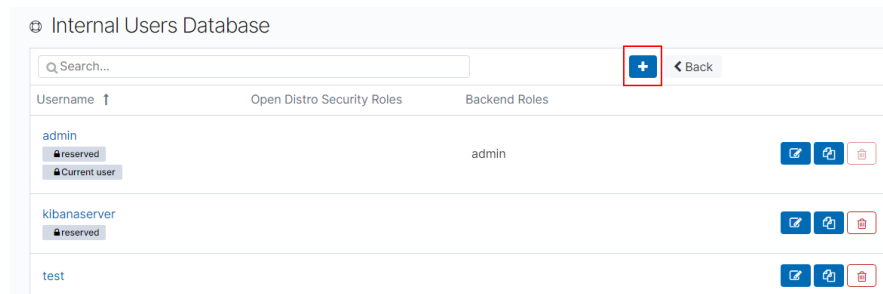 Internal Users Database
Search...
Back
Username Open Distro Security Roles Backend Roles
admin
reserved
Current user
admin
kibanaserver
reserved
test